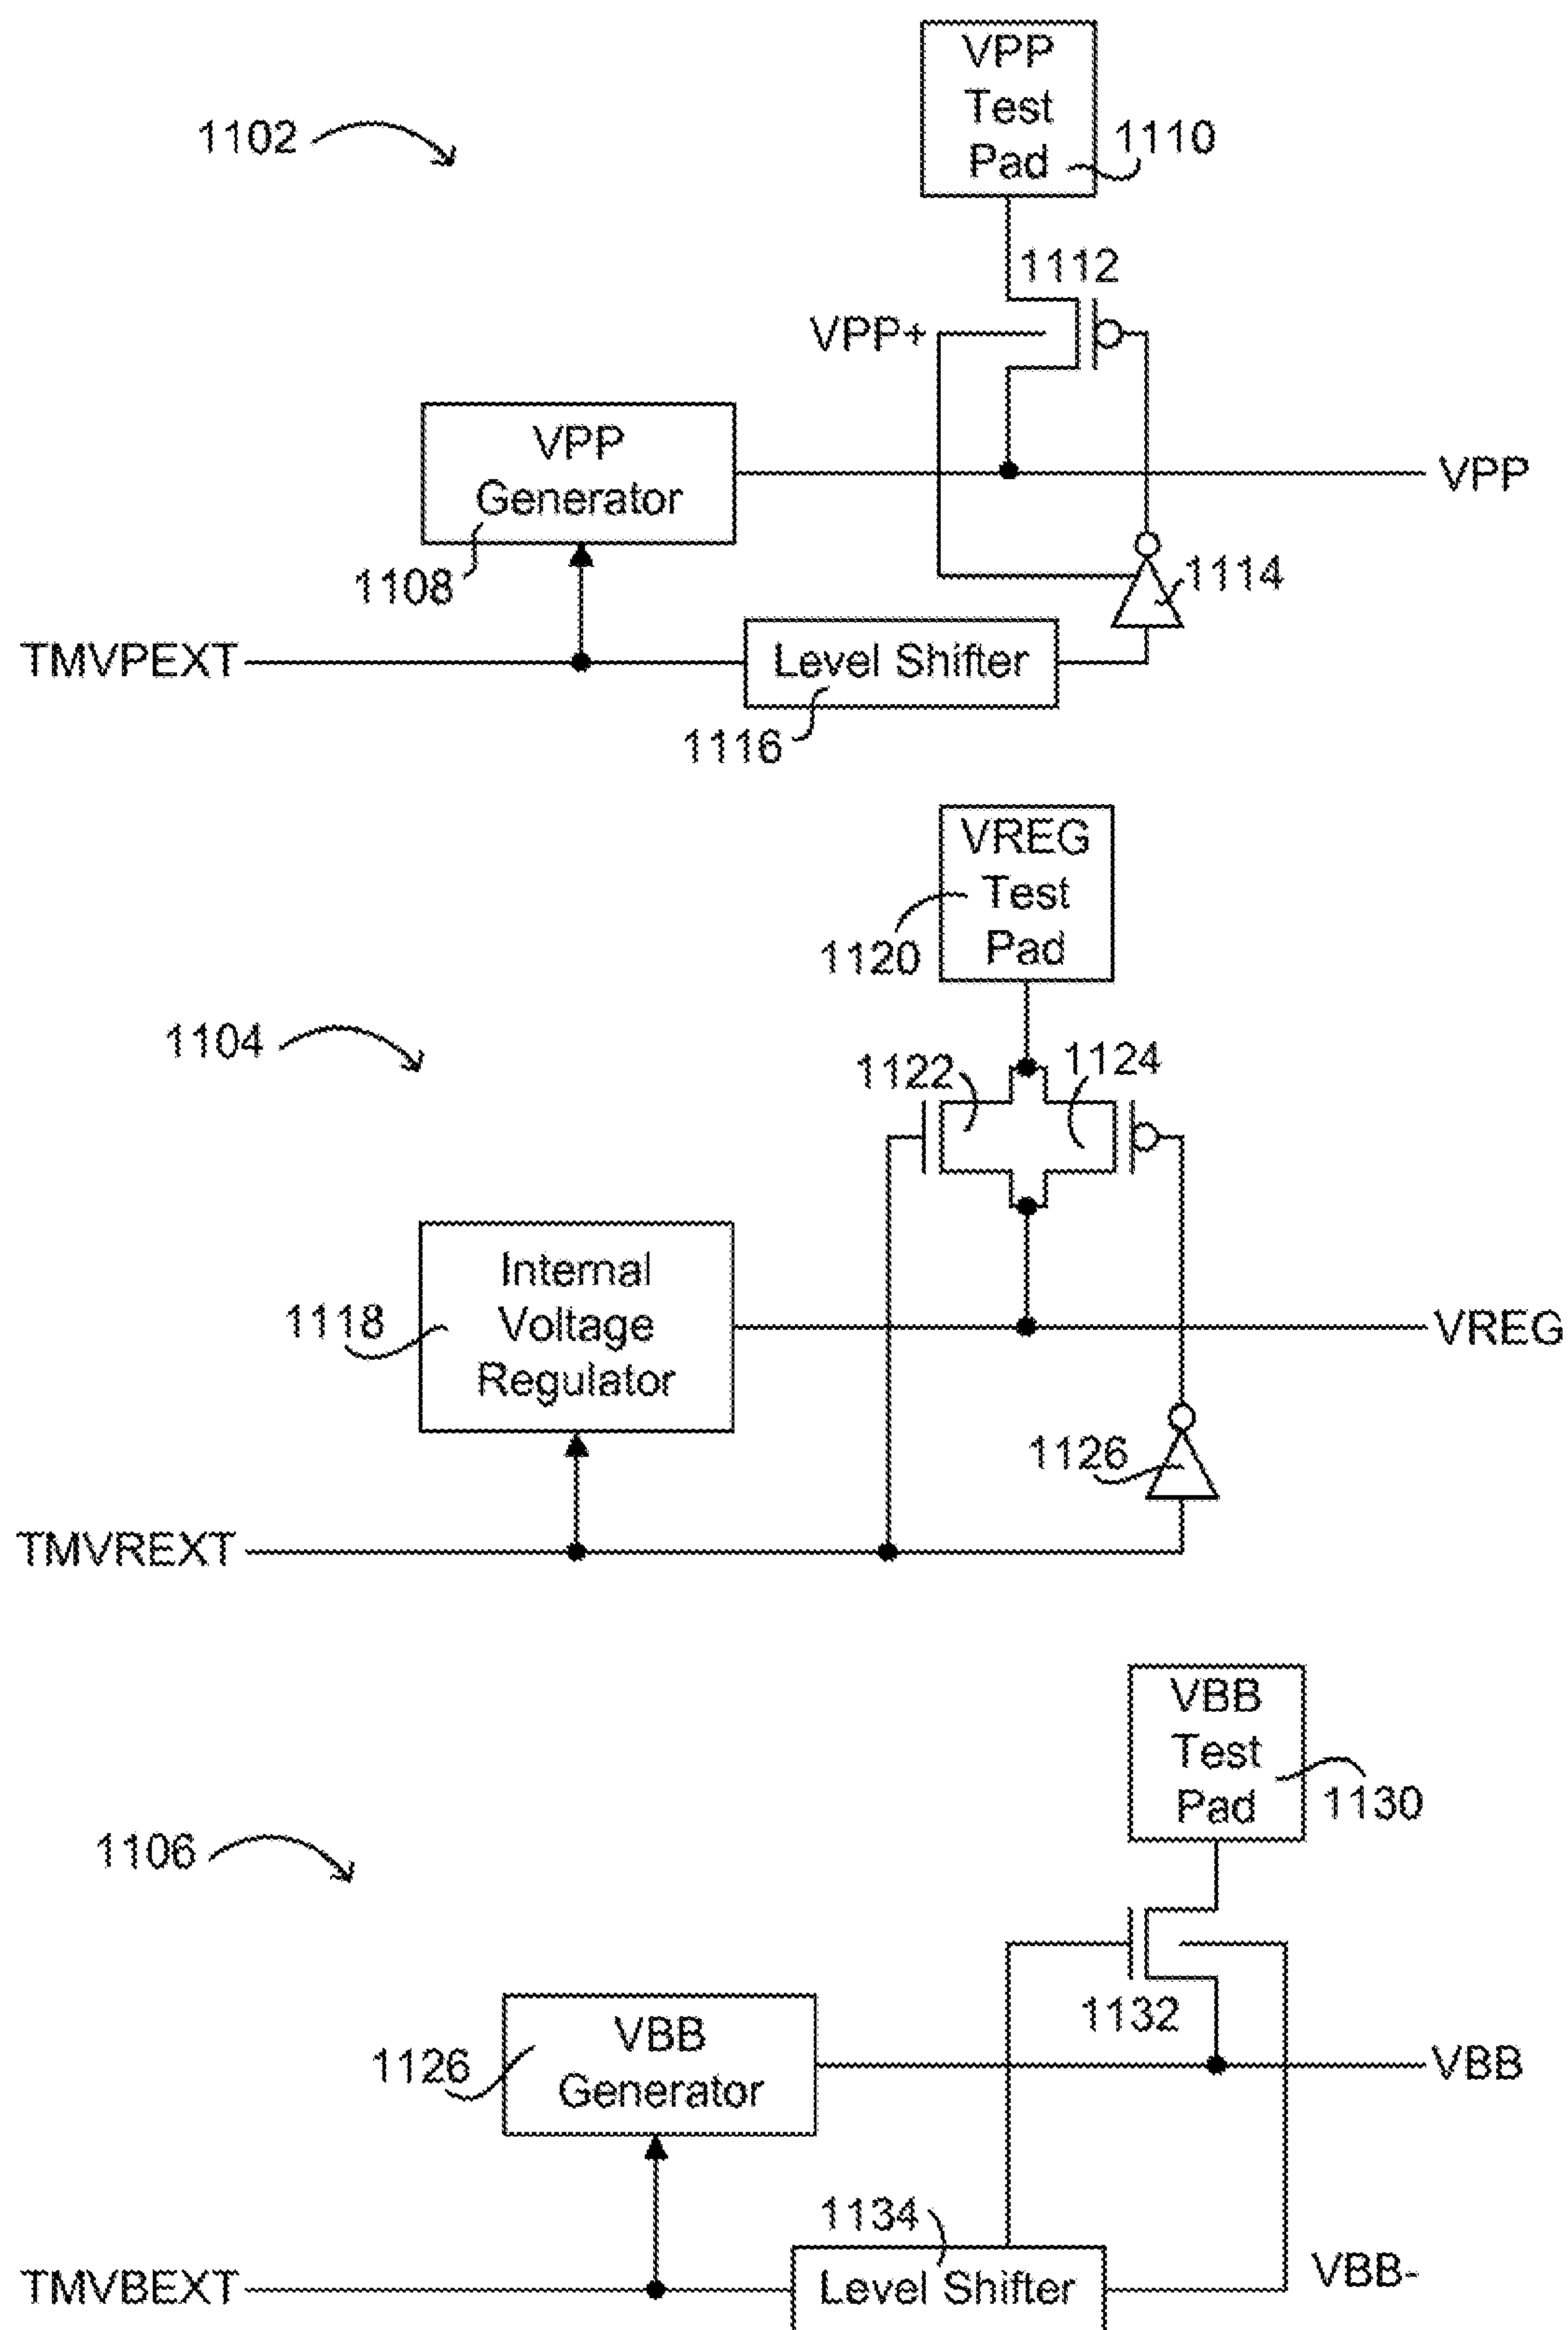 VPP
Test
Pad
1110
1102
1112
VPP+
VPP
Generator
VPP
1108
1114
TMVPEXT
Level Shifter
1116
VREG
Test
Pad
1120
1104
1122
1124
Internal
Voltage
Regulator
1118
VREG
1126
TMVREXT
VBB
Test
Pad
1130
1106
1132
VBB
Generator
1126
VBB
1134
TMVBEXT
Level Shifter
VBB-